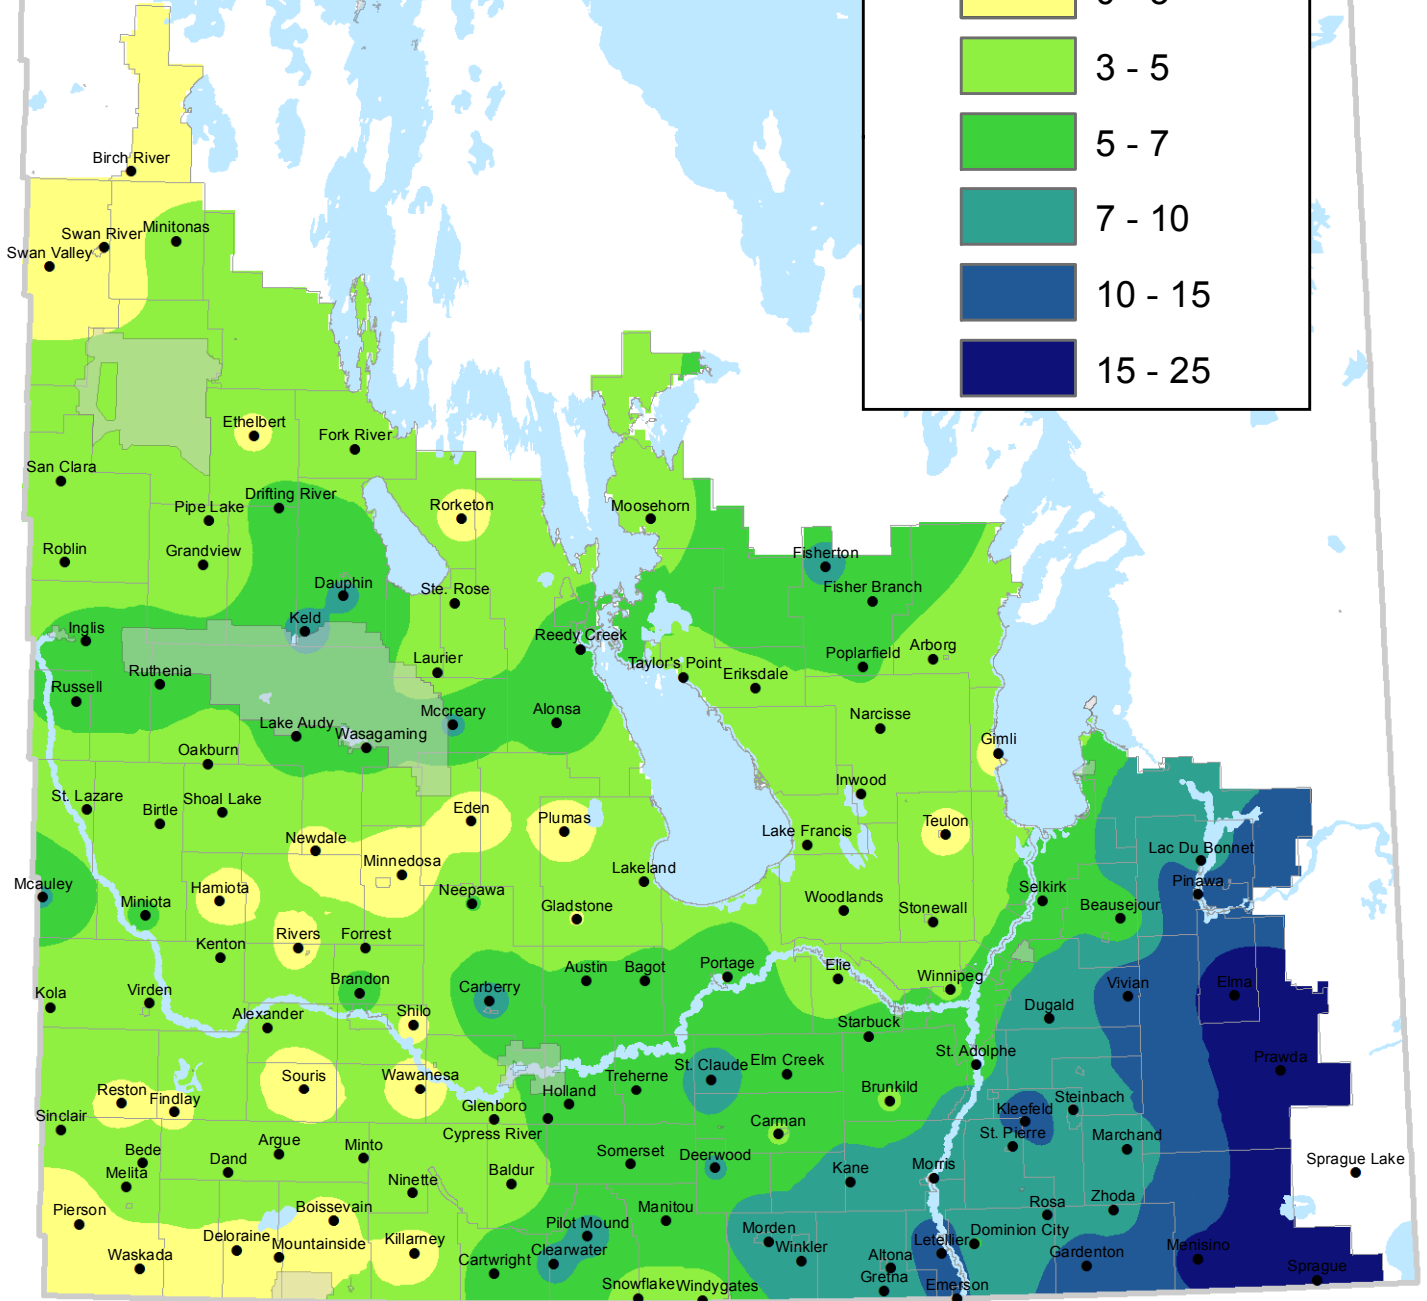 3 - 5
5 - 7
7 - 10
10 - 15
15 - 25
Birch River
Swan River
Minitonas
Swan Valley
Ethelbert
Fork River
San Clara
Drifting River
Pipe Lake
Rorketon
Moosehorn
Roblin
Grandview
Fisherton
Dauphin
Ste. Rose
Fisher Branch
Keld
Inglis
Reedy Creek
Laurier
Taylor's Point
Eriksdale
Poplarfield
Arborg
Ruthenia
Russell
Mccreary
Alonsa
Narcisse
Lake Audy
Wasagaming
Gimli
Oakburn
St. Lazare
Birtle
Shoal Lake
Eden
Plumas
Inwood
Teulon
Newdale
Lake Francis
Lac Du Bonnet
Minnedosa
Lakeland
Mcauley
Hamiota
Neepawa
Pinawa
Miniota
Gladstone
Woodlands
Stonewall
Selkirk
Beausejour
Rivers
Forrest
Kenton
Austin
Bagot
Portage
Elie
Winnipeg
Brandon
Carberry
Vivian
Elma
Kola
Virden
Dugald
Alexander
Shilo
Starbuck
St. Adolphe
Prawda
St. Claude
Elm Creek
Souris
Wawanesa
Treherne
Reston
Findlay
Holland
Brunkild
Steinbach
Glenboro
Kleefeld
Sinclair
Cypress River
Carman
St. Pierre
Marchand
Argue
Minto
Bede
Dand
Somerset
Deerwood
Sprague Lake
Melita
Ninette
Baldur
Kane
Morris
Pierson
Boissevain
Manitou
Rosa
Zhoda
Pilot Mound
Morden
Dominion City
Deloraine
Mountainside
Killarney
Winkler
Letellier
Gardenton
Menisino
Waskada
Cartwright
Clearwater
Altona
Sprague
Gretna
Snowflake
Windygates
Emerson